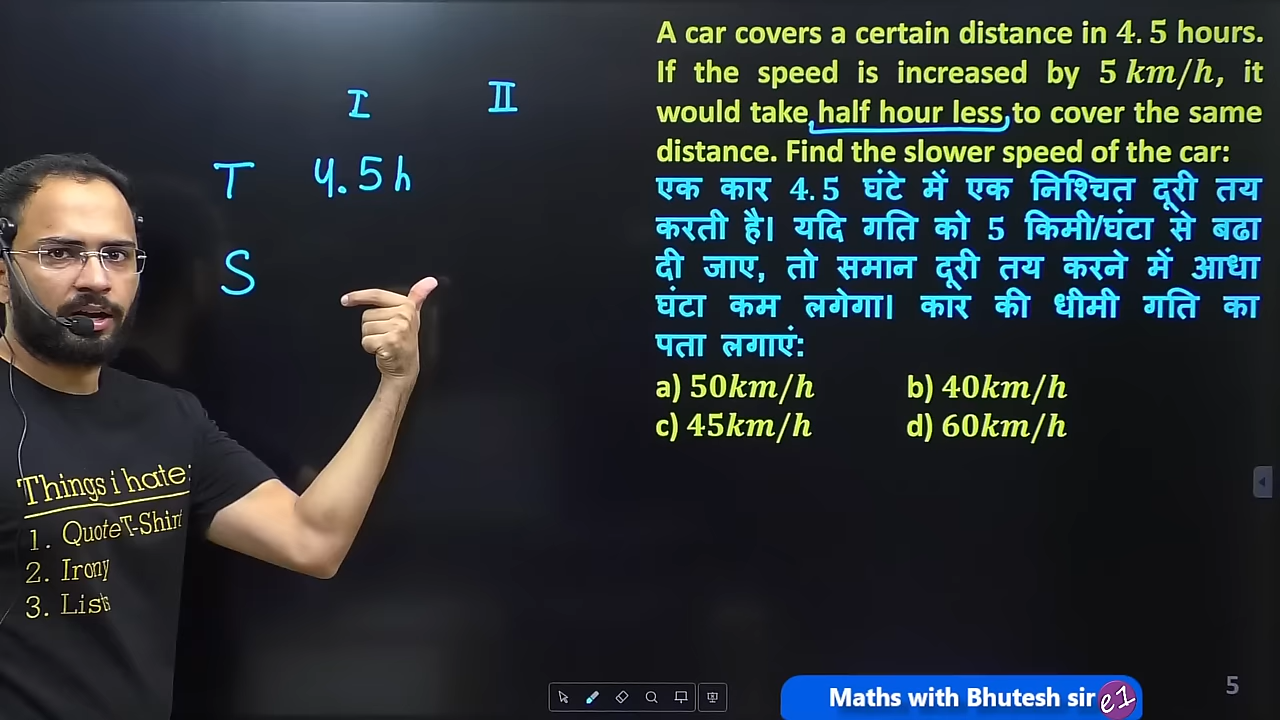 I II
T 4.5h
S
A car covers a certain distance in 4.5 hours.
If the speed is increased by 5 km/h, it
would take half hour less to cover the same
distance. Find the slower speed of the car:
एक कार 4.5 घंटे में एक निश्चित दूरी तय
करती है। यदि गति को 5 किमी/घंटा से बढा
दी जाए, तो समान दूरी तय करने में आधा
घंटा कम लगेगा। कार की धीमी गति का
पता लगाएं:
a) 50km/h b) 40km/h
c) 45km/h d) 60km/h
Things i hate:
1. QuoteT-Shirt
2. Irony
3. Lists
Maths with Bhutesh sir e1
5